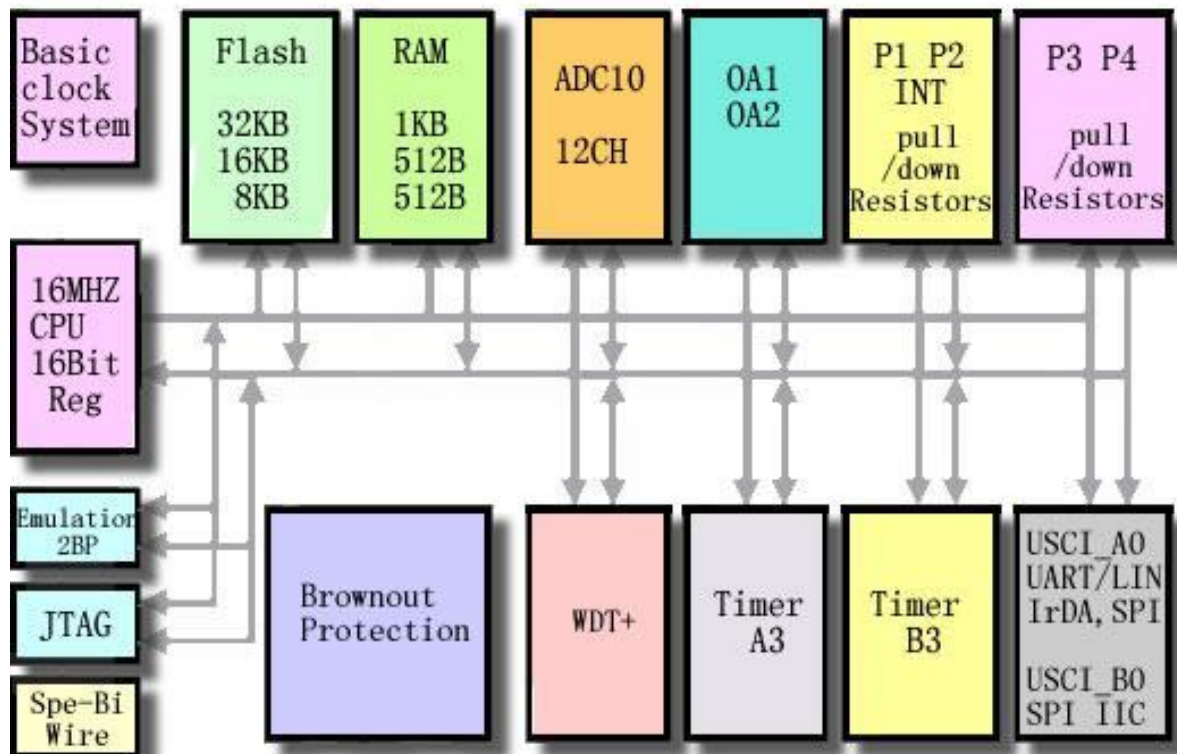 Basic
clock
System
Flash
32KB
16KB
8KB
RAM
1KB
512B
512B
ADC10
12CH
OA1
OA2
P1 P2
INT
pull
/down
Resistors
P3 P4
pull
/down
Resistors
16MHZ
CPU
16Bit
Reg
Emulation
2BP
JTAG
Spe-Bi
Wire
Brownout
Protection
WDT+
Timer
A3
Timer
B3
USCI_A0
UART/LIN
IrDA, SPI
USCI_B0
SPI IIC